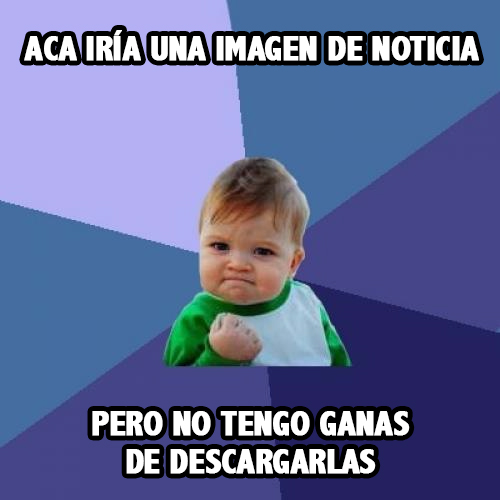 ACA IRÍA UNA IMAGEN DE NOTICIA
PERO NO TENGO GANAS
DE DESCARGARLAS